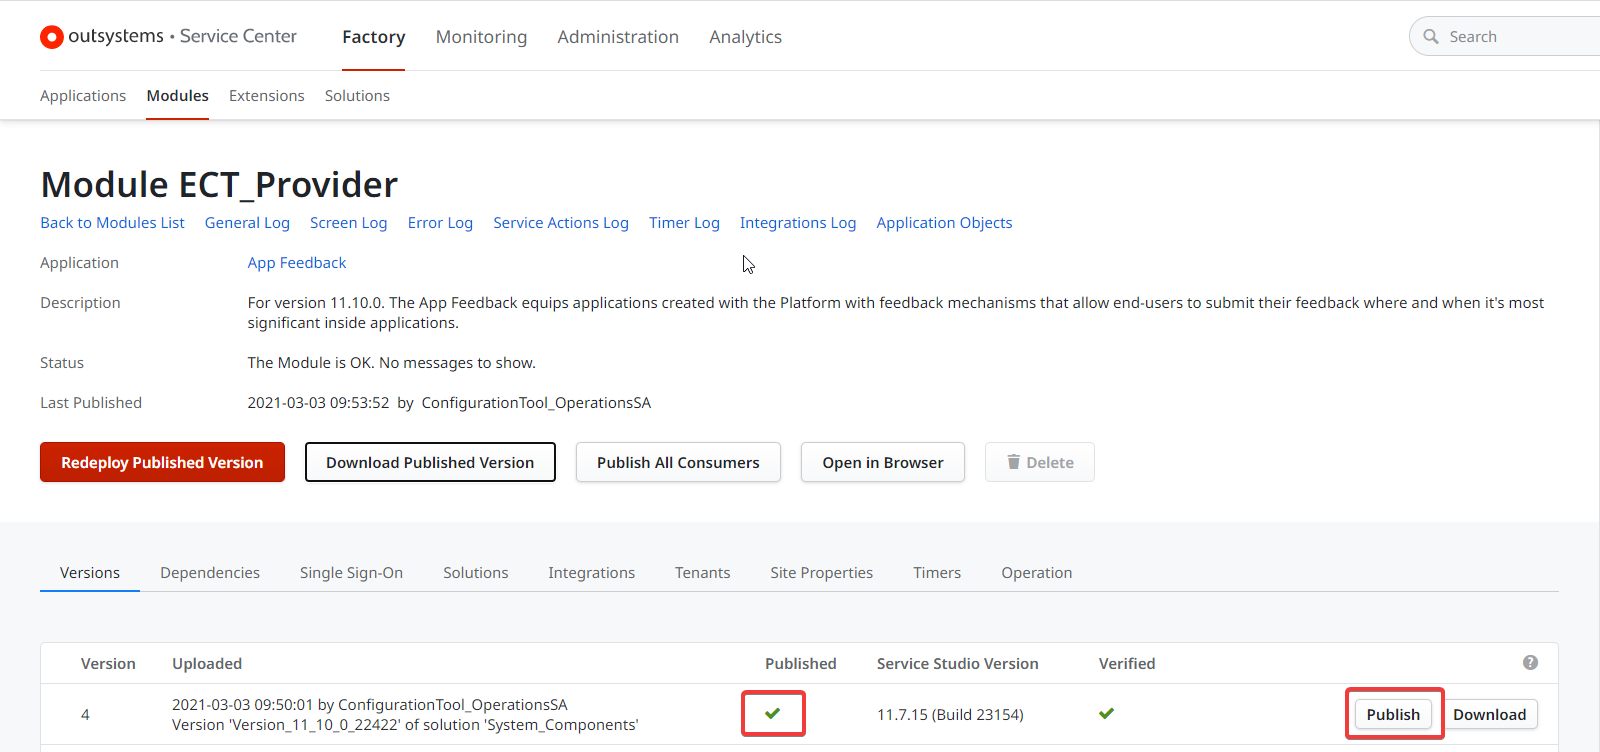 outsystems • Service Center
Factory
Monitoring
Administration
Analytics
Search
Applications
Modules
Extensions
Solutions
Module ECT_Provider
Back to Modules List
General Log
Screen Log
Error Log
Service Actions Log
Timer Log
Integrations Log
Application Objects
Application
App Feedback
Description
For version 11.10.0. The App Feedback equips applications created with the Platform with feedback mechanisms that allow end-users to submit their feedback where and when it's most
significant inside applications.
Status
The Module is OK. No messages to show.
Last Published
2021-03-03 09:53:52 by ConfigurationTool_OperationsSA
Redeploy Published Version
Download Published Version
Publish All Consumers
Open in Browser
Delete
Versions
Dependencies
Single Sign-On
Solutions
Integrations
Tenants
Site Properties
Timers
Operation
Version
Uploaded
Published
Service Studio Version
Verified
?
4
2021-03-03 09:50:01 by ConfigurationTool_OperationsSA
Version 'Version_11_10_0_22422' of solution 'System_Components'
11.7.15 (Build 23154)
Publish
Download